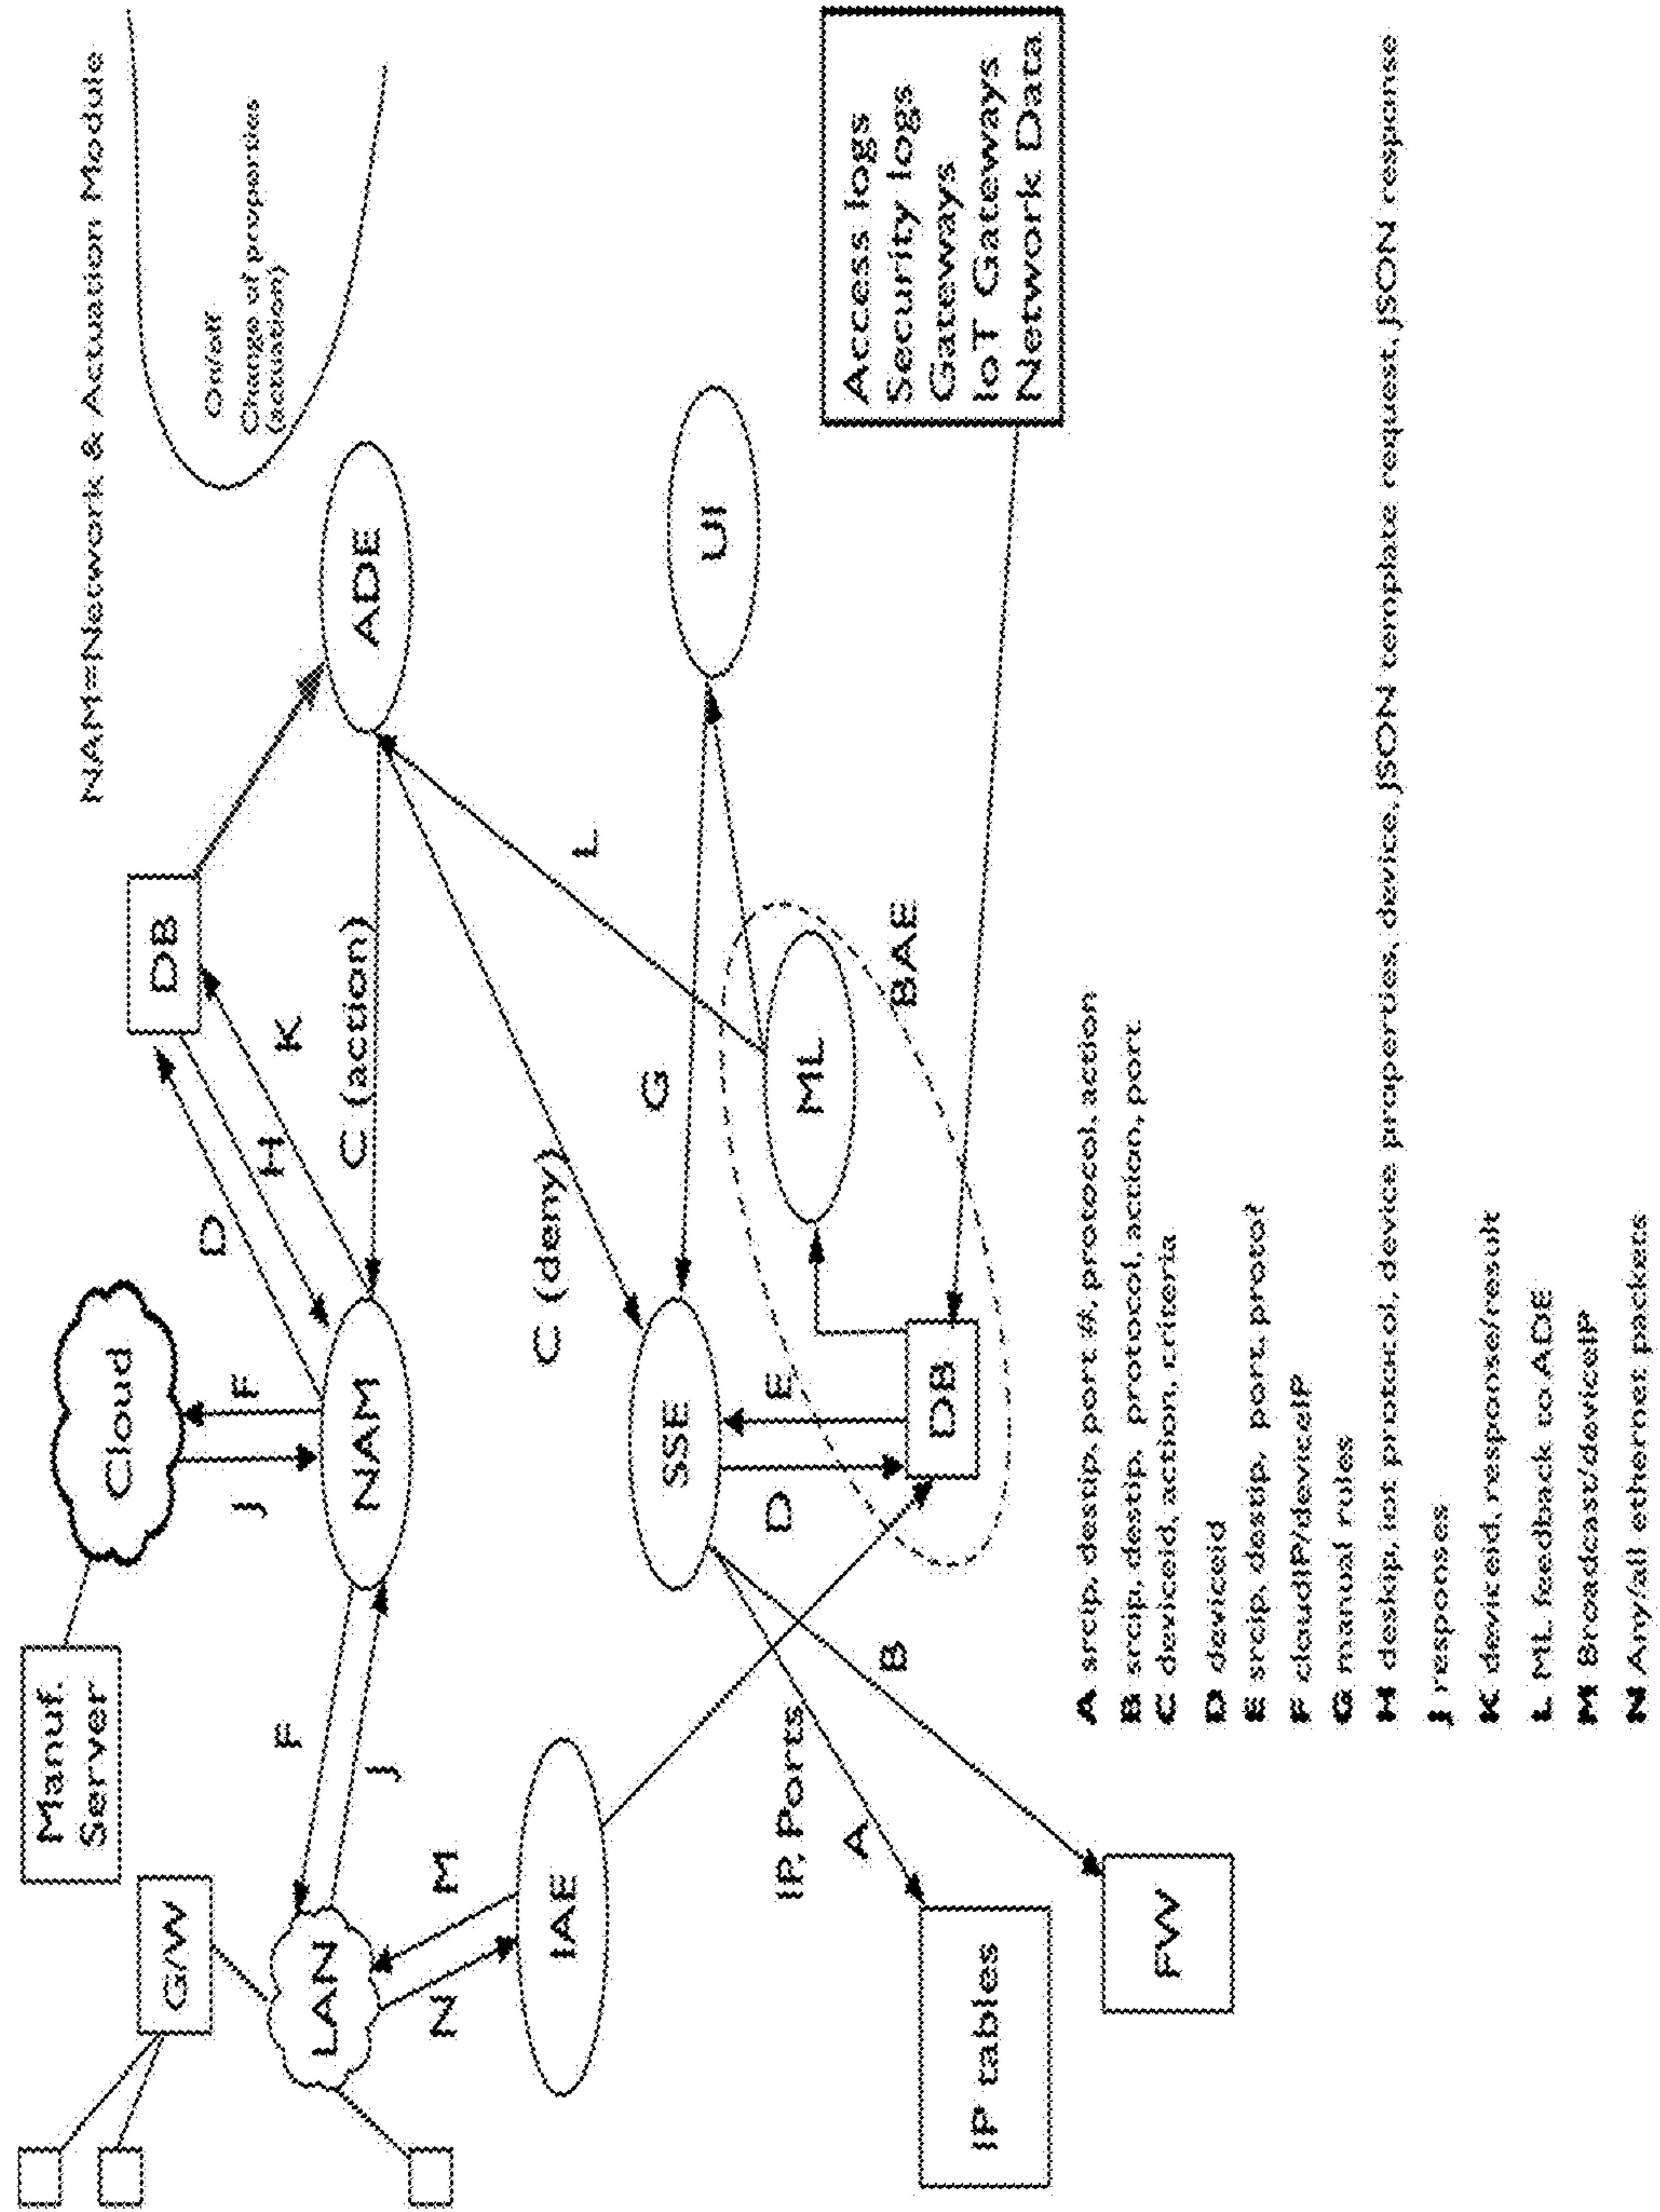 NAM=Network & Actuation Module
Manuf.
Server
Cloud
G/W
DB
On/off
Change of properties
(actuation)
D
J
F
H
K
F
LAN
NAM
C (action)
ADE
J
M
N
IAE
C (deny)
L
SSE
G
UI
IP, Ports
D
E
ML
A
B
BAE
DB
Access logs
Security logs
Gateways
IoT Gateways
Network Data
IP tables
FW
A srcip, destip, port #, protocol, action
B srcip, destip, protocol, action, port
C deviceid, action, criteria
D deviceid
E srcip, destip, port, protof
F cloudIP/deviceIP
G manual rules
H deskip, iot protocol, device properties, device, JSON template request, JSON response
J responses
K deviceid, response/result
L ML feedback to ADE
M Broadcast/deviceIP
N Any/all ethernet packets